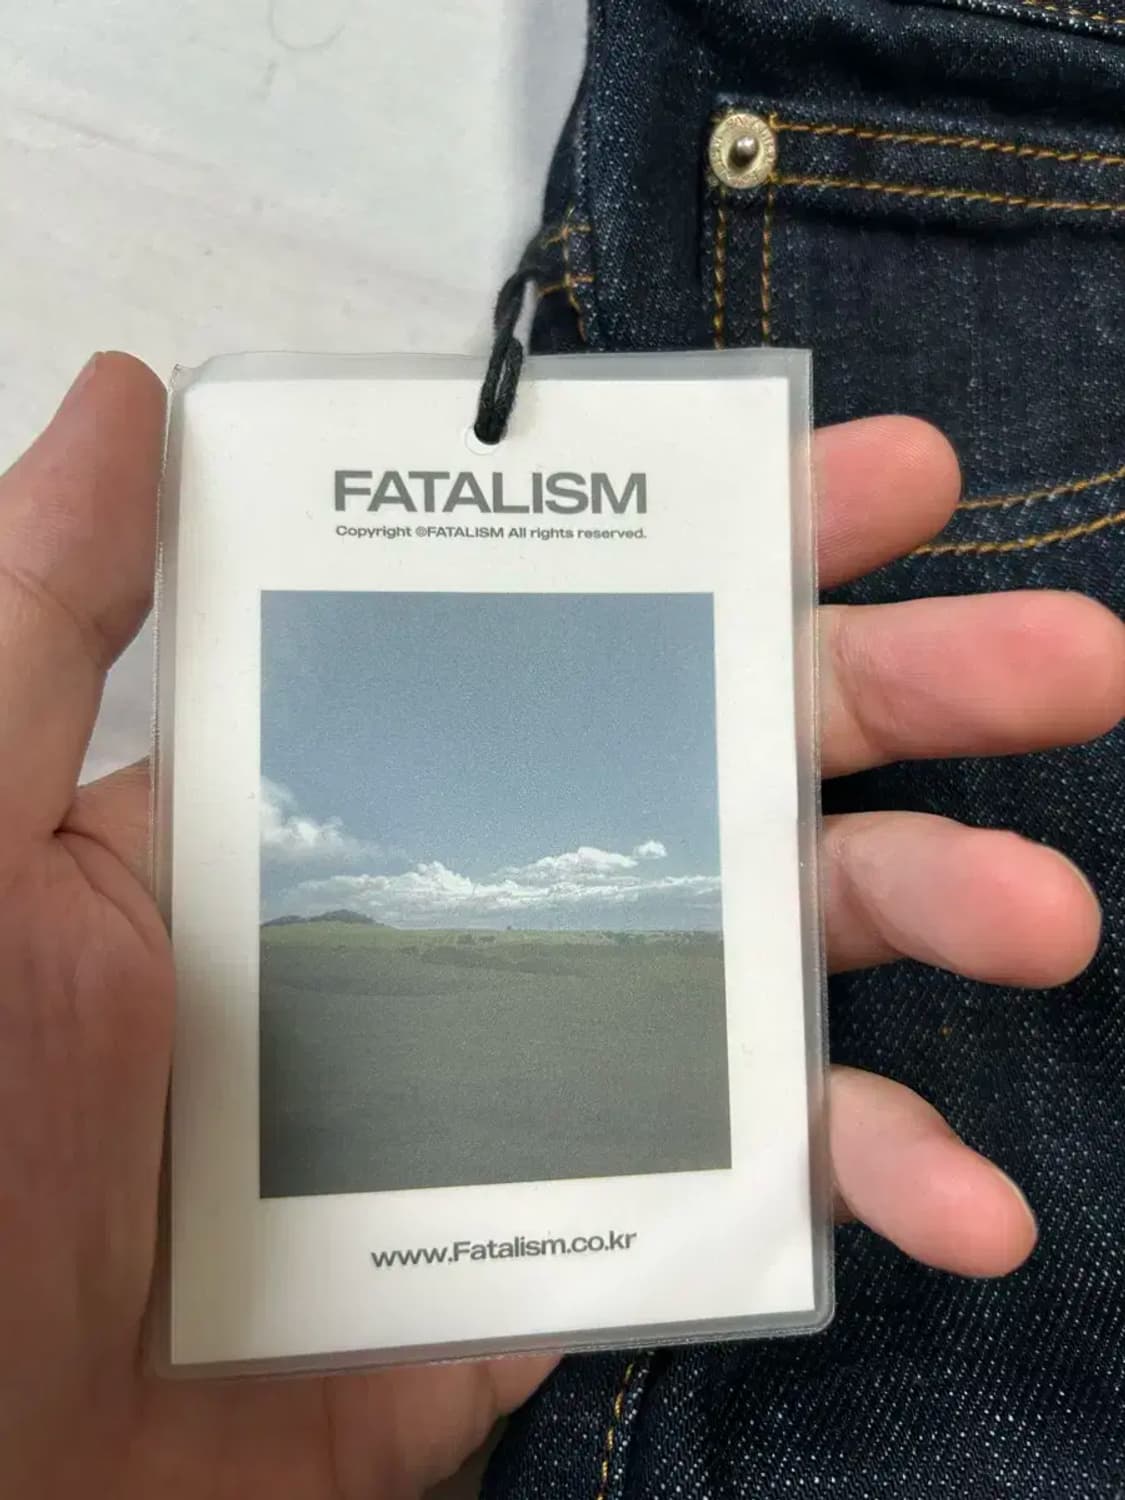 FATALISM
Copyright ©FATALISM All rights reserved.
www.Fatalism.co.kr